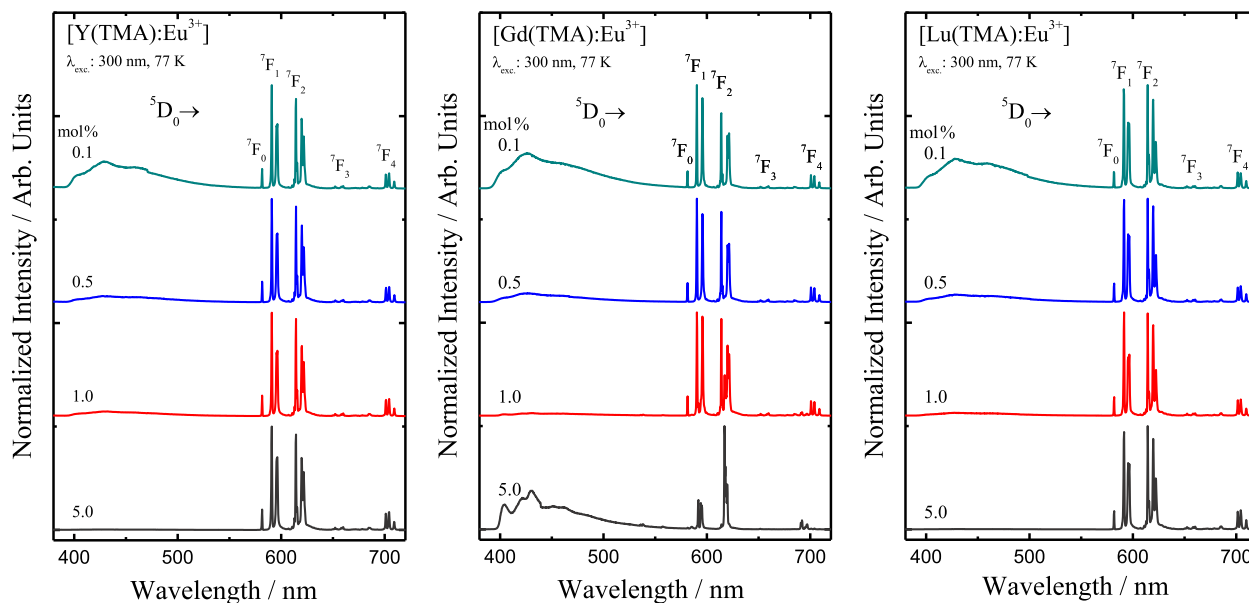 [Y(TMA):Eu³⁺]
λexc.: 300 nm, 77 K
⁷F₁
⁷F₂
⁵D₀→
mol%
0.1
⁷F₀
⁷F₃
⁷F₄
0.5
1.0
5.0
400 500 600 700
Wavelength / nm
Normalized Intensity / Arb. Units
[Gd(TMA):Eu³⁺]
λexc.: 300 nm, 77 K
⁷F₁
⁷F₂
⁵D₀→
mol%
0.1
⁷F₀
⁷F₃
⁷F₄
0.5
1.0
5.0
400 500 600 700
Wavelength / nm
Normalized Intensity / Arb. Units
[Lu(TMA):Eu³⁺]
λexc.: 300 nm, 77 K
⁷F₁
⁷F₂
⁵D₀→
mol%
0.1
⁷F₀
⁷F₃
⁷F₄
0.5
1.0
5.0
400 500 600 700
Wavelength / nm
Normalized Intensity / Arb. Units